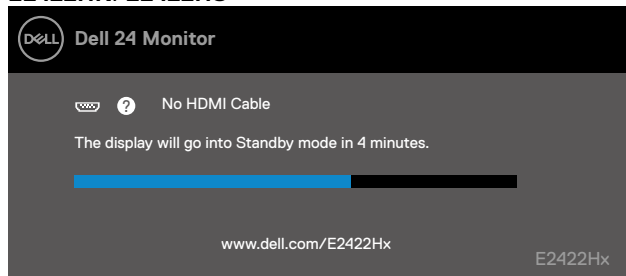 DELL Dell 24 Monitor
? No HDMI Cable
The display will go into Standby mode in 4 minutes.
www.dell.com/E2422Hx
E2422Hx